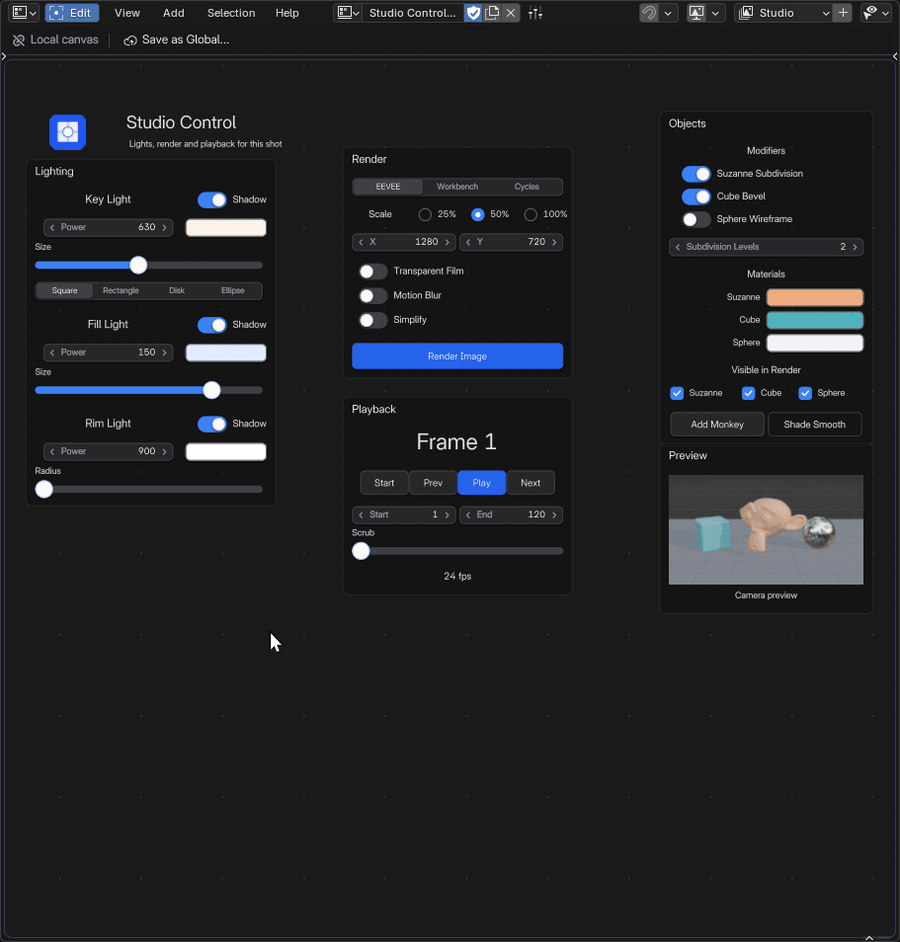 Edit View Add Selection Help Studio Control... Studio
Local canvas Save as Global...
Studio Control
Lights, render and playback for this shot
Lighting
Key Light Shadow
Power 630
Size
Square Rectangle Disk Ellipse
Fill Light Shadow
Power 150
Size
Rim Light Shadow
Power 900
Radius
Render
EEVEE Workbench Cycles
Scale 25% 50% 100%
X 1280 Y 720
Transparent Film
Motion Blur
Simplify
Render Image
Playback
Frame 1
Start Prev Play Next
Start 1 End 120
Scrub
24 fps
Objects
Modifiers
Suzanne Subdivision
Cube Bevel
Sphere Wireframe
Subdivision Levels 2
Materials
Suzanne
Cube
Sphere
Visible in Render
Suzanne Cube Sphere
Add Monkey Shade Smooth
Preview
Camera preview